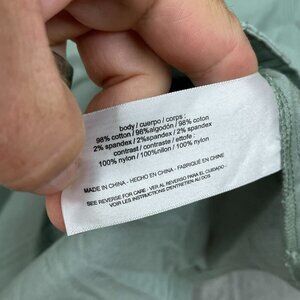 body / cuerpo / corps :
98% cotton / 98%algodón / 98% coton
2% spandex / 2%spandex / 2% spandex
contrast / contraste / etoffe :
100% nylon / 100%nilon / 100% nylon
MADE IN CHINA - HECHO EN CHINA - FABRIQUÉ EN CHINE
SEE REVERSE FOR CARE - VER AL REVERSO PARA EL CUIDADO
VOIR LES INSTRUCTIONS D'ENTRETIEN AU DOS